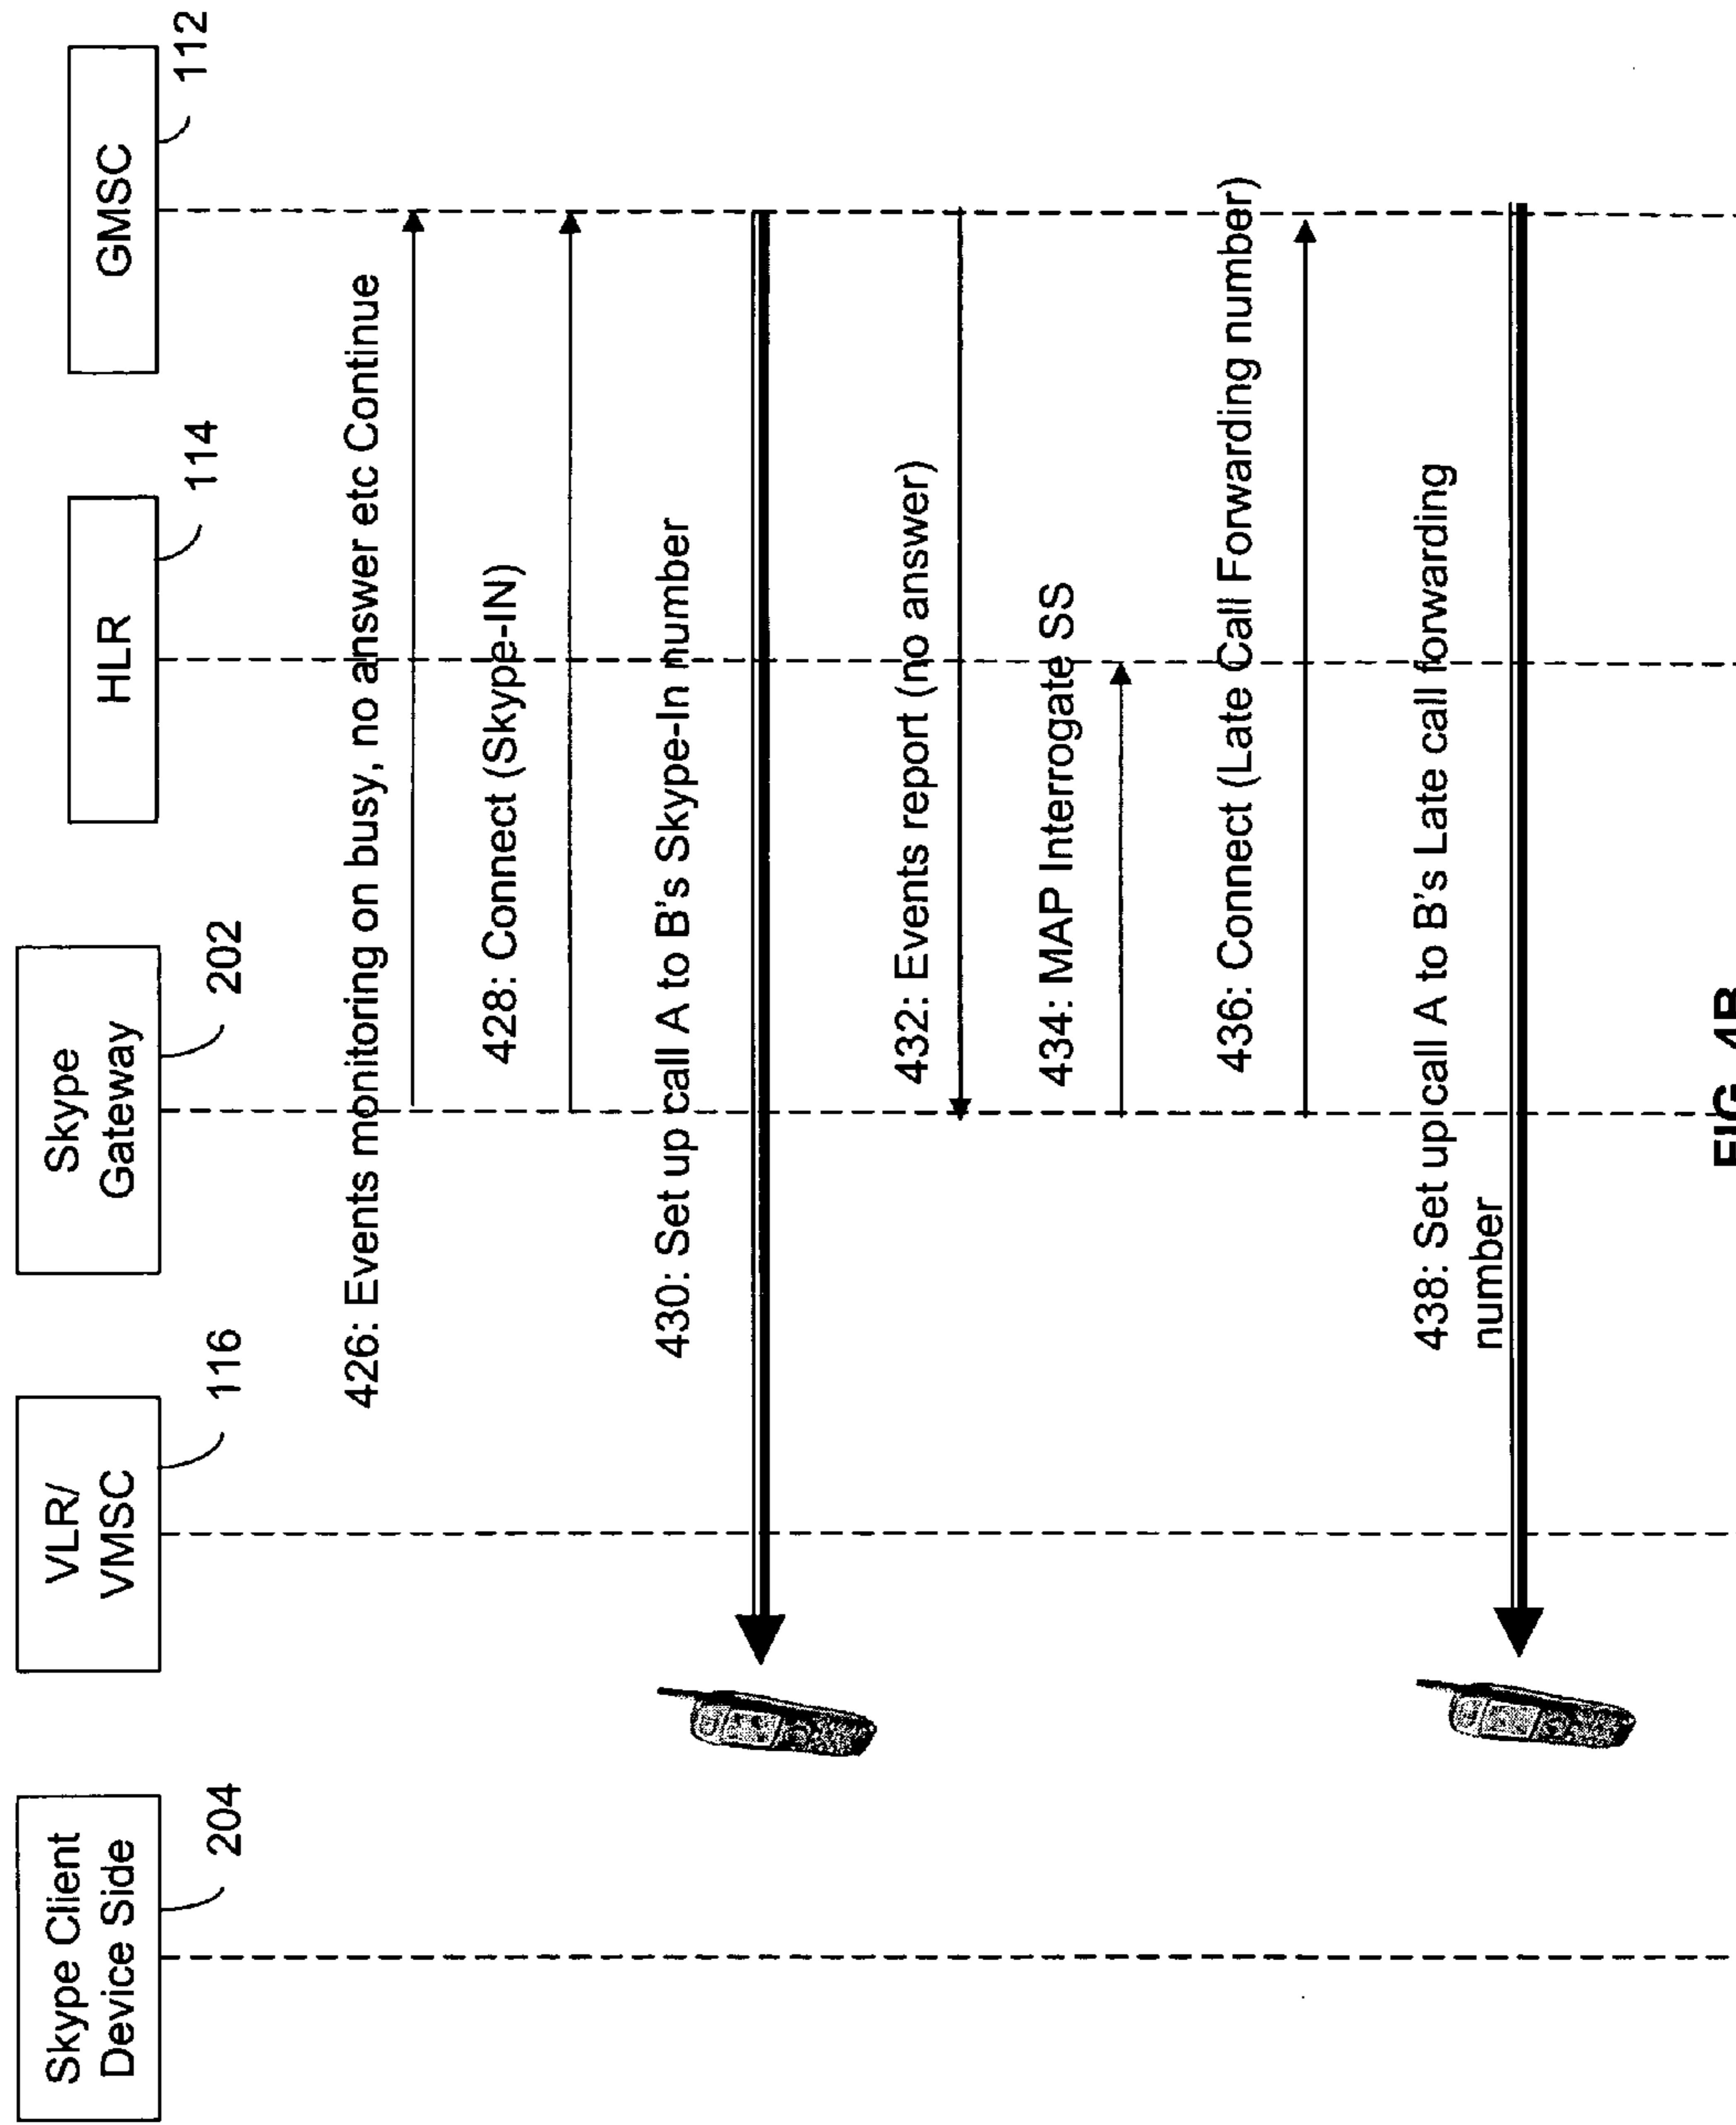 Skype Client
Device Side
204
VLR/
VMSC
116
Skype
Gateway
202
HLR
114
GMSC
112
426: Events monitoring on busy, no answer etc Continue
428: Connect (Skype-IN)
430: Set up call A to B's Skype-In number
432: Events report (no answer)
434: MAP Interrogate SS
436: Connect (Late Call Forwarding number)
438: Set up call A to B's Late call forwarding
number
FIG. 4B